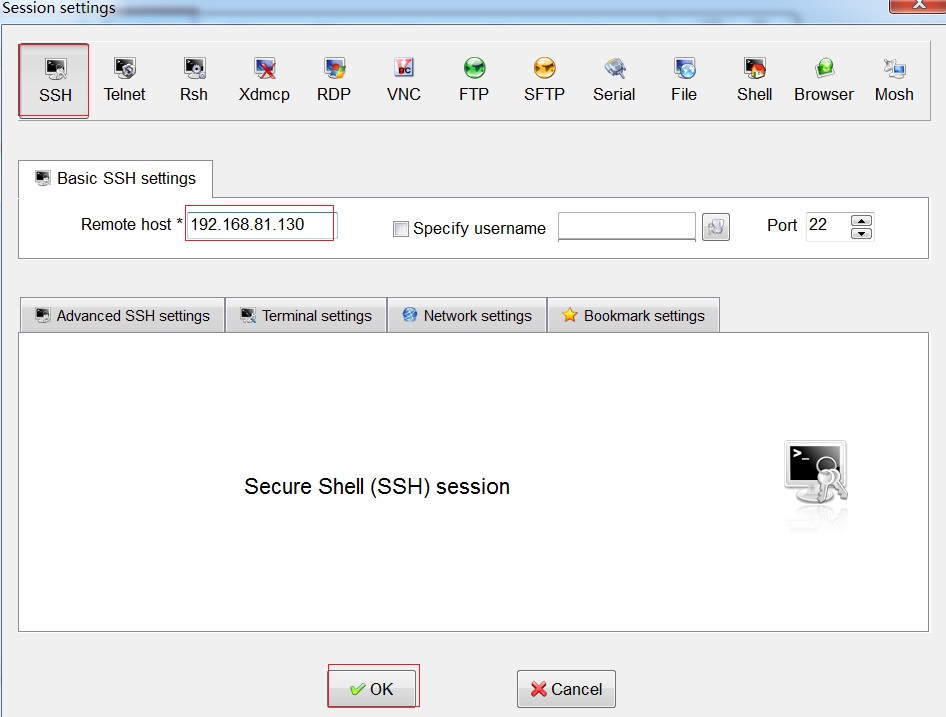 Session settings
SSH Telnet Rsh Xdmcp RDP VNC FTP SFTP Serial File Shell Browser Mosh
Basic SSH settings
Remote host * 192.168.81.130 Specify username Port 22
Advanced SSH settings Terminal settings Network settings Bookmark settings
Secure Shell (SSH) session
OK Cancel